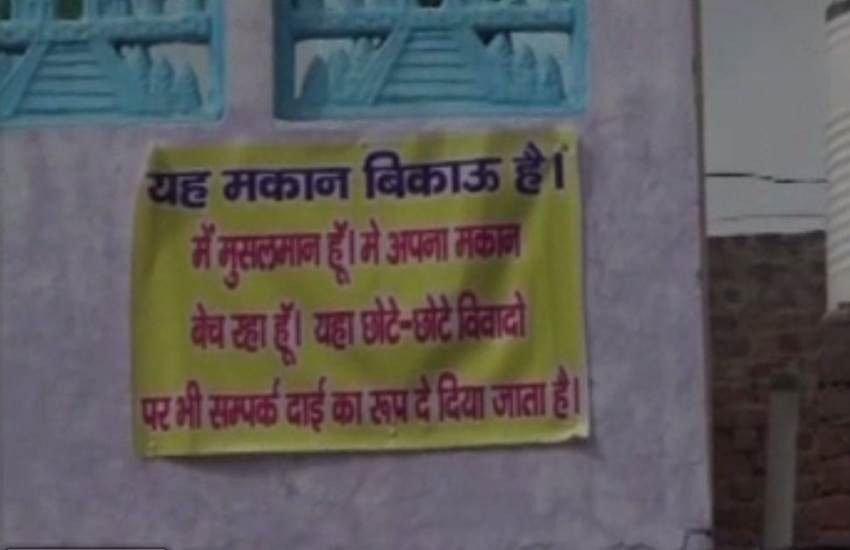 यह मकान बिकाऊ है।
में मुसलमान हूँ। मे अपना मकान
बेच रहा हूँ। यहा छोटे-छोटे विवादो
पर भी सम्पर्क दाई का रूप दे दिया जाता है।